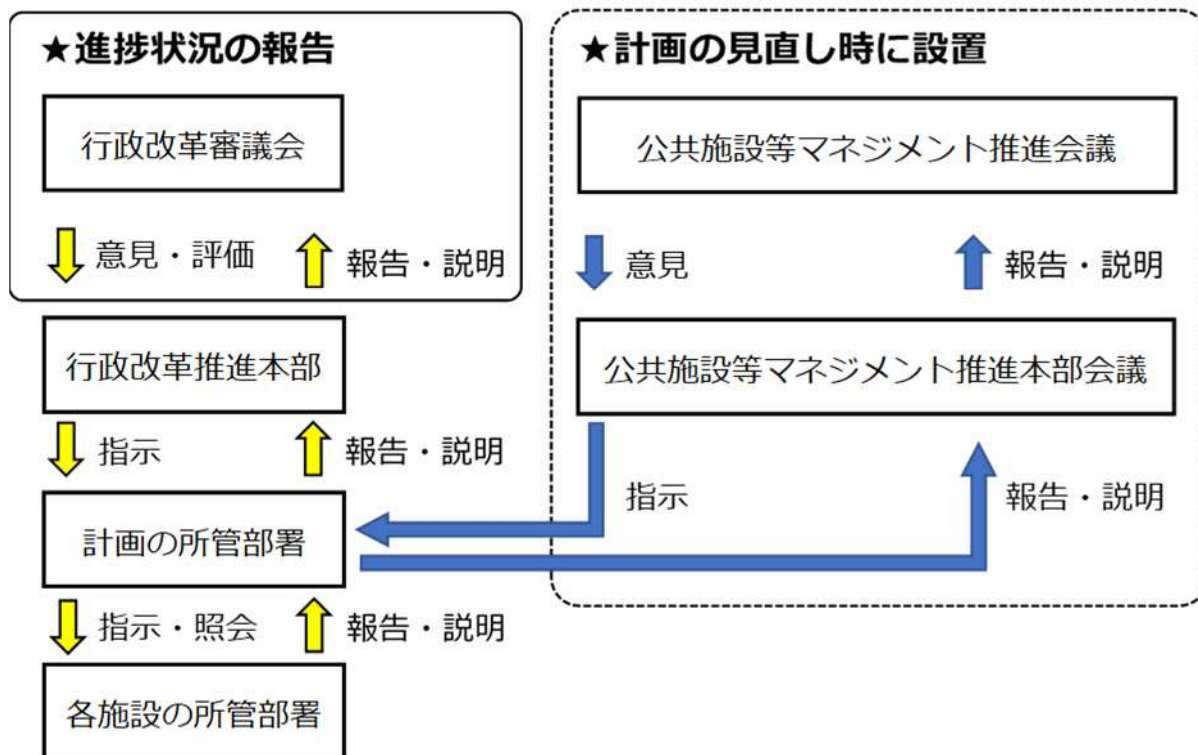 ★進捗状況の報告
行政改革審議会
意見・評価
報告・説明
行政改革推進本部
指示
報告・説明
計画の所管部署
指示・照会
報告・説明
各施設の所管部署
★計画の見直し時に設置
公共施設等マネジメント推進会議
意見
報告・説明
公共施設等マネジメント推進本部会議
指示
報告・説明